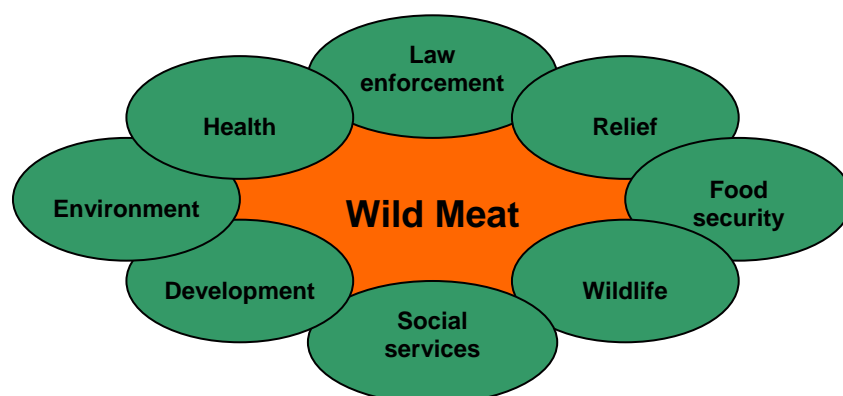 Law
enforcement
Health
Relief
Environment
Wild Meat
Food
security
Development
Wildlife
Social
services